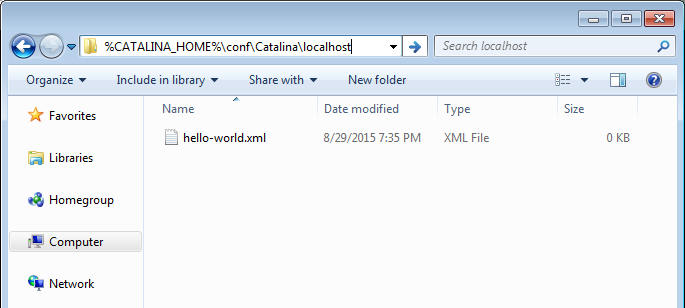 %CATALINA_HOME%\conf\Catalina\localhost
Search localhost
Organize Include in library Share with New folder
Name Date modified Type Size
hello-world.xml 8/29/2015 7:35 PM XML File 0 KB
Favorites
Libraries
Homegroup
Computer
Network